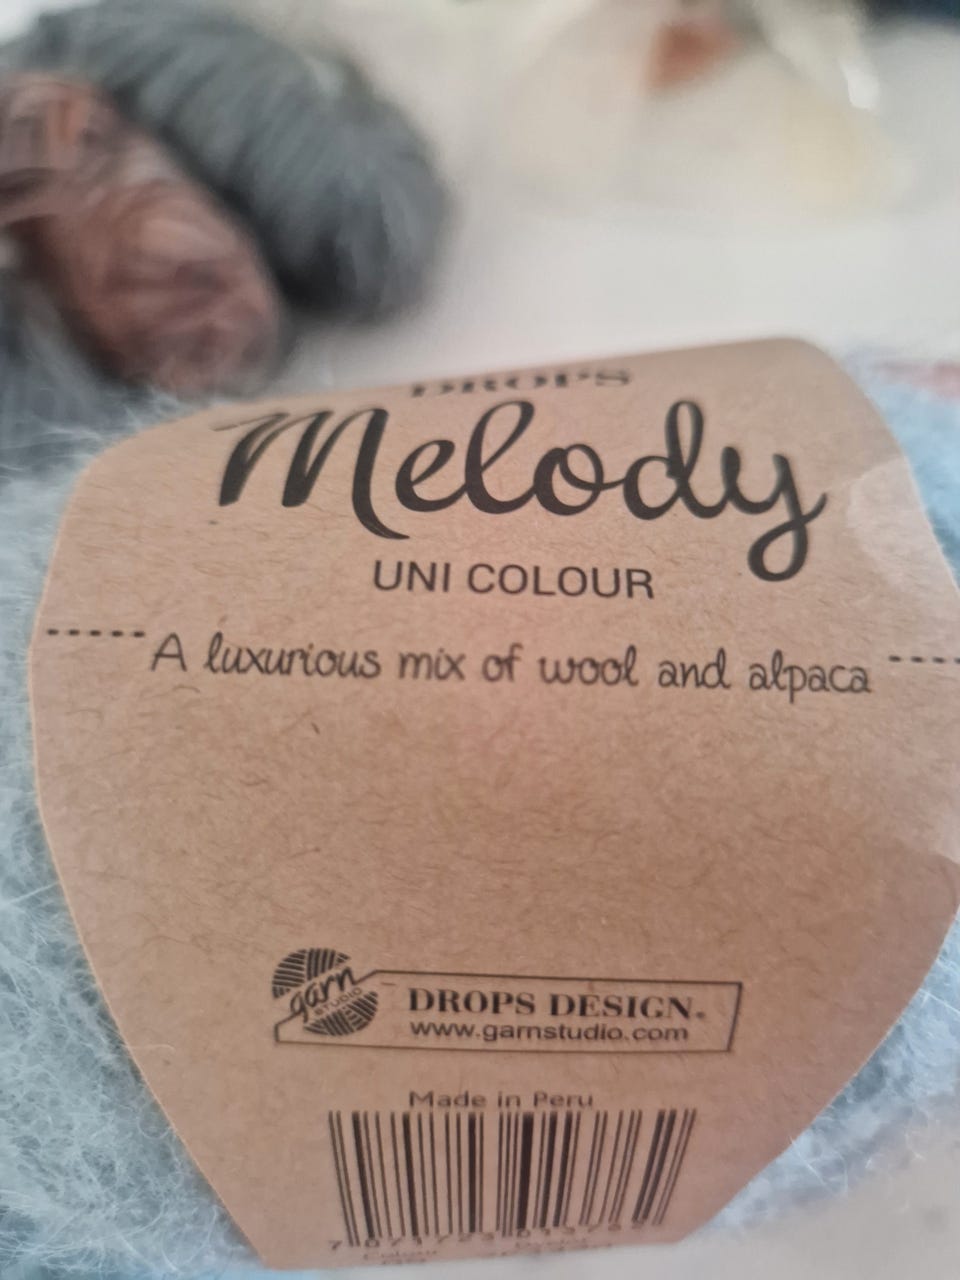 DROPS
Melody
UNI COLOUR
A luxurious mix of wool and alpaca
garn
STUDIO
DROPS DESIGN®
www.garnstudio.com
Made in Peru
Colour